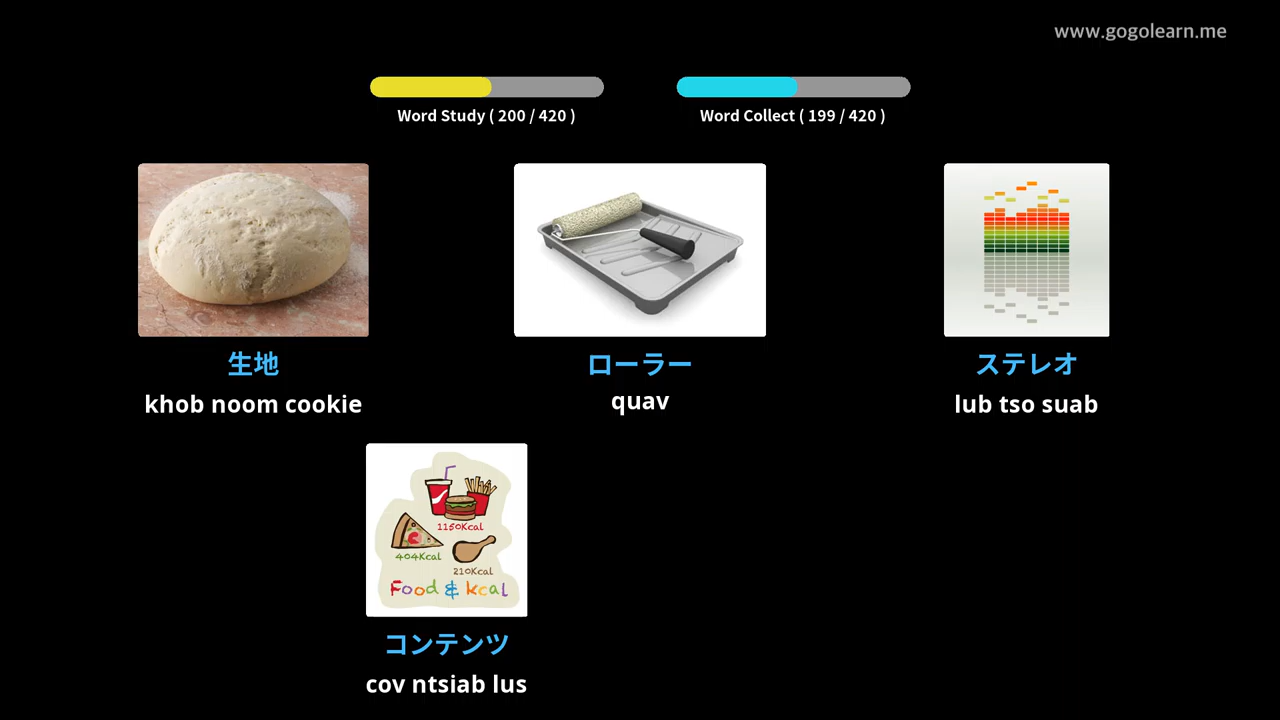 www.gogolearn.me
Word Study ( 200 / 420 )
Word Collect ( 199 / 420 )
生地
khob noom cookie
ローラー
quav
ステレオ
lub tso suab
1150Kcal
404Kcal
210Kcal
Food & kcal
コンテンツ
cov ntsiab lus